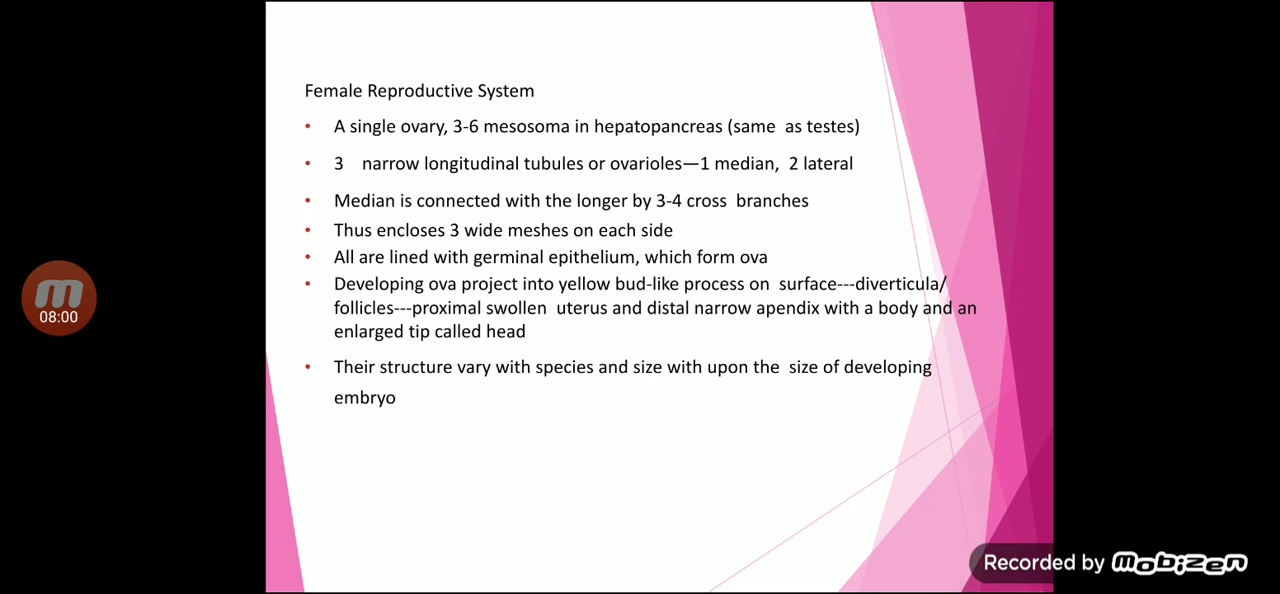 Female Reproductive System
• A single ovary, 3-6 mesosoma in hepatopancreas (same as testes)
• 3 narrow longitudinal tubules or ovarioles—1 median, 2 lateral
• Median is connected with the longer by 3-4 cross branches
• Thus encloses 3 wide meshes on each side
• All are lined with germinal epithelium, which form ova
• Developing ova project into yellow bud-like process on surface---diverticula/
follicles---proximal swollen uterus and distal narrow apendix with a body and an
enlarged tip called head
• Their structure vary with species and size with upon the size of developing
embryo
08:00
Recorded by mobizen